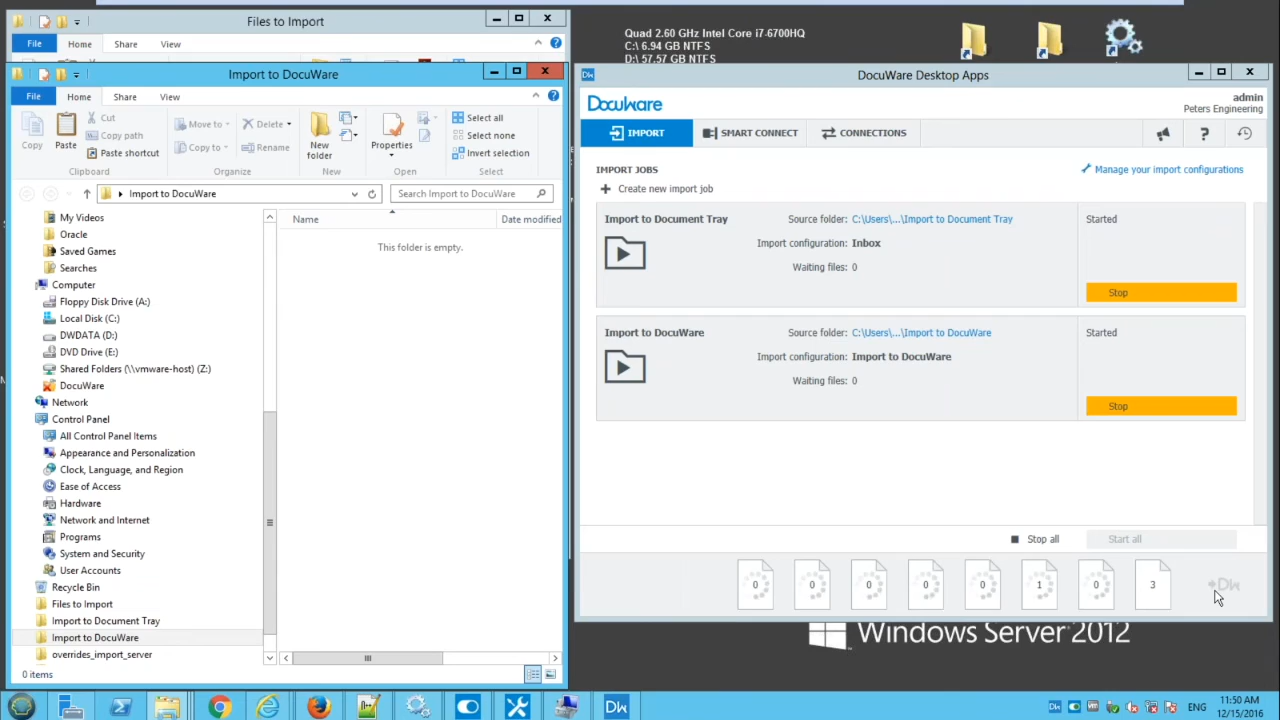 Files to Import
File
Home
Share
View
Import to DocuWare
File
Home
Share
View
Copy
Paste
Cut
Copy path
Paste shortcut
Clipboard
Move to
Copy to
Delete
Rename
Organize
New
folder
New
Properties
Open
Select all
Select none
Invert selection
Select
Import to DocuWare
Search Import to DocuWare
My Videos
Oracle
Saved Games
Searches
Computer
Floppy Disk Drive (A:)
Local Disk (C:)
DWDATA (D:)
DVD Drive (E:)
Shared Folders (\\vmware-host) (Z:)
DocuWare
Network
Control Panel
All Control Panel Items
Appearance and Personalization
Clock, Language, and Region
Ease of Access
Hardware
Network and Internet
Programs
System and Security
User Accounts
Recycle Bin
Files to Import
Import to Document Tray
Import to DocuWare
overrides_import_server
0 items
Name
Date modified
This folder is empty.
Quad 2.60 GHz Intel Core i7-6700HQ
C:\ 6.94 GB NTFS
D:\ 57.57 GB NTFS
DW
DocuWare Desktop Apps
DocuWare
admin
Peters Engineering
IMPORT
SMART CONNECT
CONNECTIONS
?
IMPORT JOBS
Manage your import configurations
Create new import job
Import to Document Tray
Source folder: C:\Users\...\Import to Document Tray
Started
Import configuration: Inbox
Waiting files: 0
Stop
Import to DocuWare
Source folder: C:\Users\...\Import to DocuWare
Started
Import configuration: Import to DocuWare
Waiting files: 0
Stop
Stop all
Start all
0 0 0 0 0 1 0 3
DW
Windows Server 2012
DW
DW
ENG
11:50 AM
12/15/2016